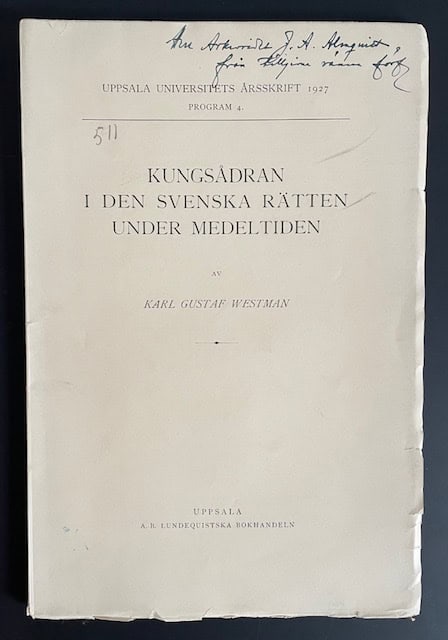 Arkivrådet J. A. Almquist,
från tillgivne vännen förf.
UPPSALA UNIVERSITETS ÅRSSKRIFT 1927
PROGRAM 4.
511
KUNGSÅDRAN
I DEN SVENSKA RÄTTEN
UNDER MEDELTIDEN
AV
KARL GUSTAF WESTMAN
UPPSALA
A. B. LUNDEQUISTSKA BOKHANDELN